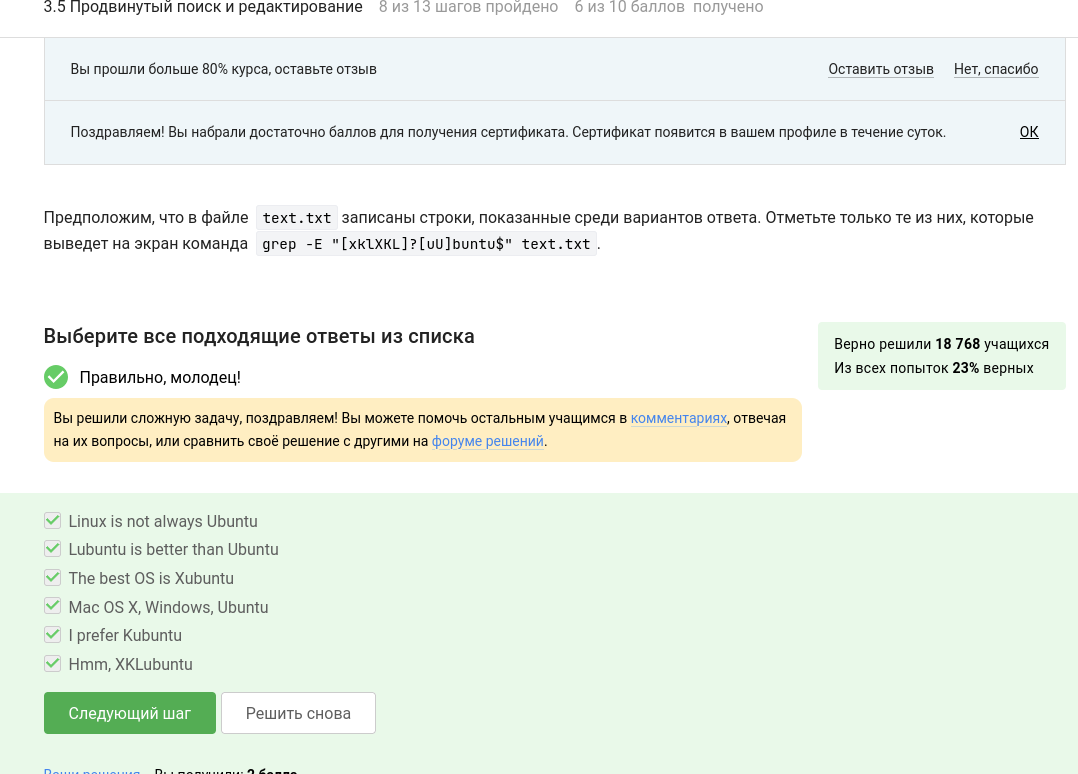 3.5 Продвинутый поиск и редактирование 8 из 13 шагов пройдено 6 из 10 баллов получено
Вы прошли больше 80% курса, оставьте отзыв Оставить отзыв Нет, спасибо
Поздравляем! Вы набрали достаточно баллов для получения сертификата. Сертификат появится в вашем профиле в течение суток. ОК
Предположим, что в файле text.txt записаны строки, показанные среди вариантов ответа. Отметьте только те из них, которые
выведет на экран команда grep -E "[xklXKL]?[uU]buntu$" text.txt.
Выберите все подходящие ответы из списка
Верно решили 18 768 учащихся
Из всех попыток 23% верных
Правильно, молодец!
Вы решили сложную задачу, поздравляем! Вы можете помочь остальным учащимся в комментариях, отвечая
на их вопросы, или сравнить своё решение с другими на форуме решений.
Linux is not always Ubuntu
Lubuntu is better than Ubuntu
The best OS is Xubuntu
Mac OS X, Windows, Ubuntu
I prefer Kubuntu
Hmm, XKLubuntu
Следующий шаг Решить снова
Ваши решения Вы получили: 2 балла